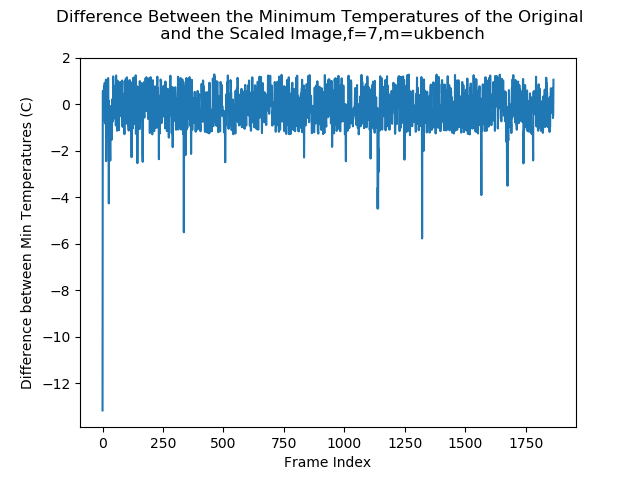 Difference Between the Minimum Temperatures of the Original
and the Scaled Image,f=7,m=ukbench
2
0
−2
−4
−6
−8
−10
−12
Difference between Min Temperatures (C)
0 250 500 750 1000 1250 1500 1750
Frame Index